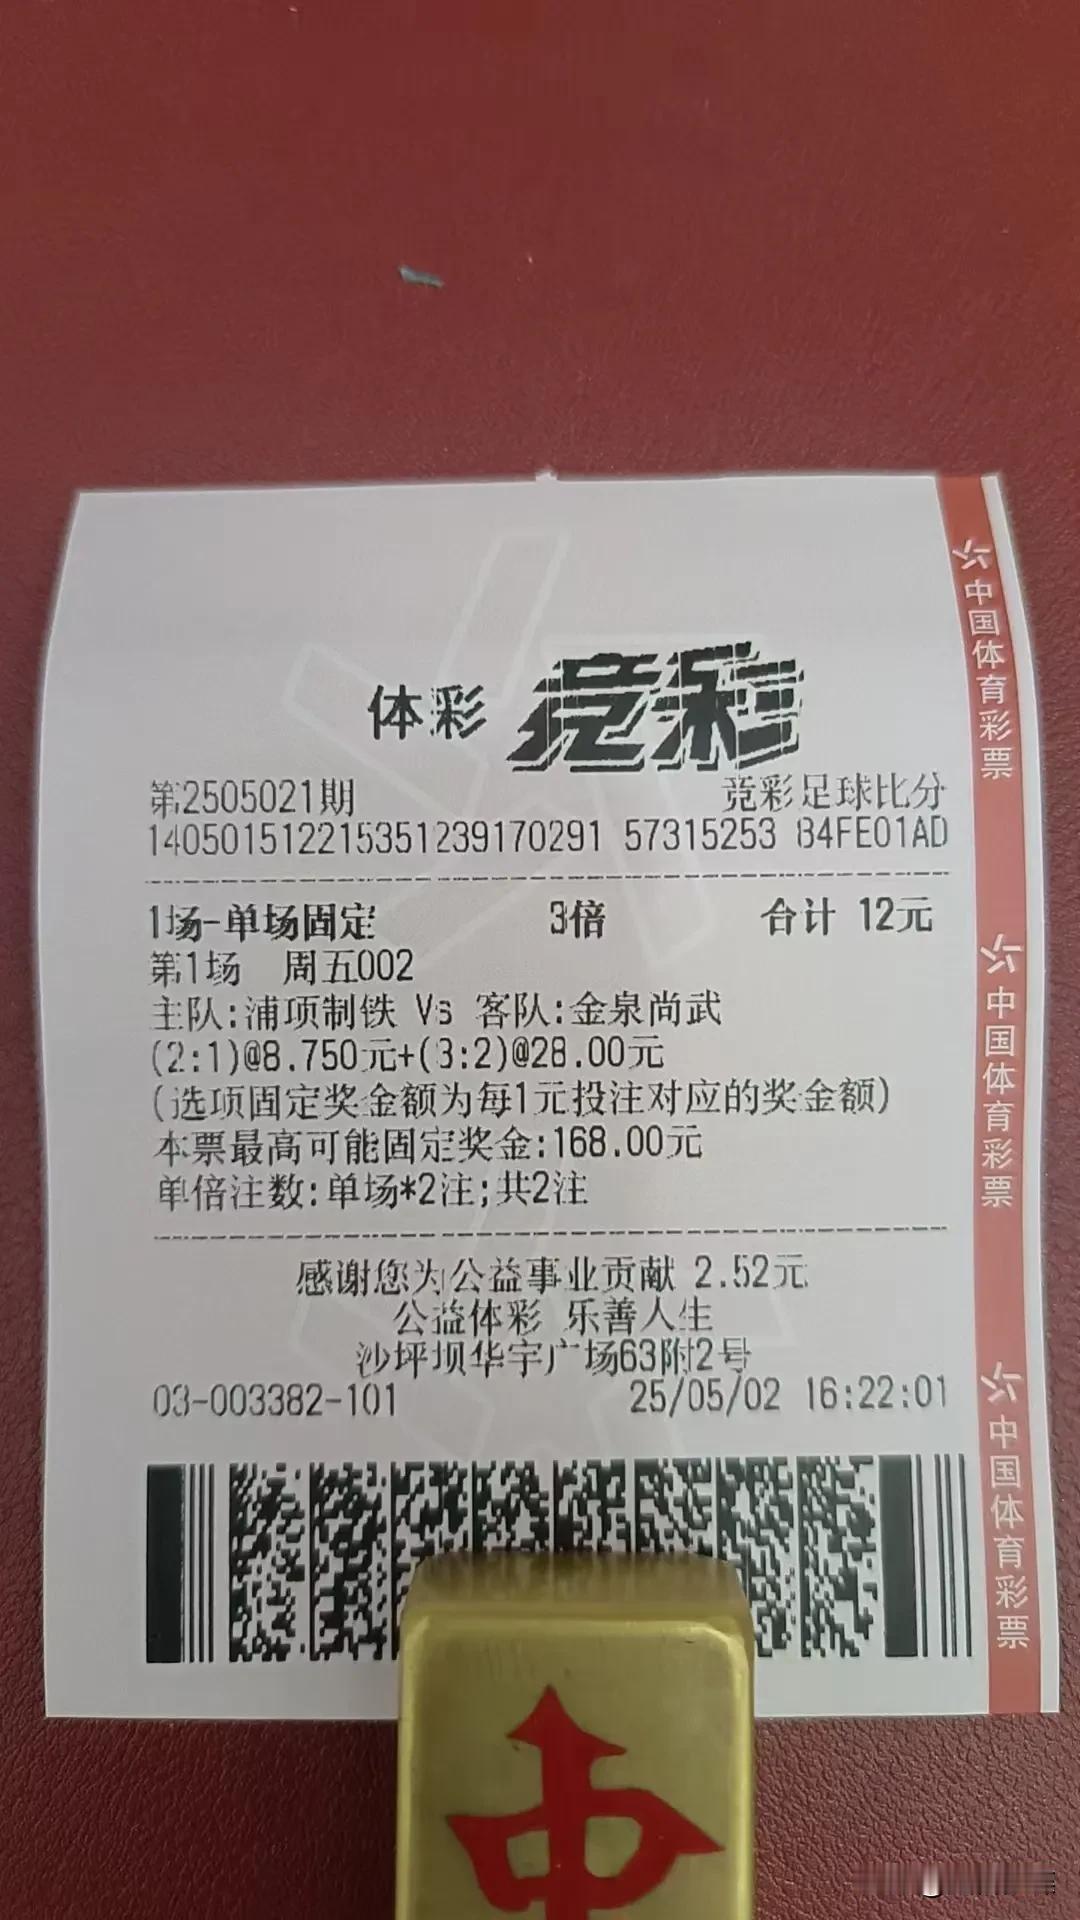 体彩 竞彩
第2505021期 竞彩足球比分
140501512215351239170291 57315253 84FE01AD
1场-单场固定 3倍 合计 12元
第1场 周五002
主队:浦项制铁 Vs 客队:金泉尚武
(2:1)@8.750元+(3:2)@28.00元
(选项固定奖金额为每1元投注对应的奖金额)
本票最高可能固定奖金:168.00元
单倍注数:单场*2注;共2注
感谢您为公益事业贡献 2.52元
公益体彩 乐善人生
沙坪坝华宇广场63附2号
03-003382-101 25/05/02 16:22:01
中国体育彩票
中国体育彩票
中国体育彩票
中